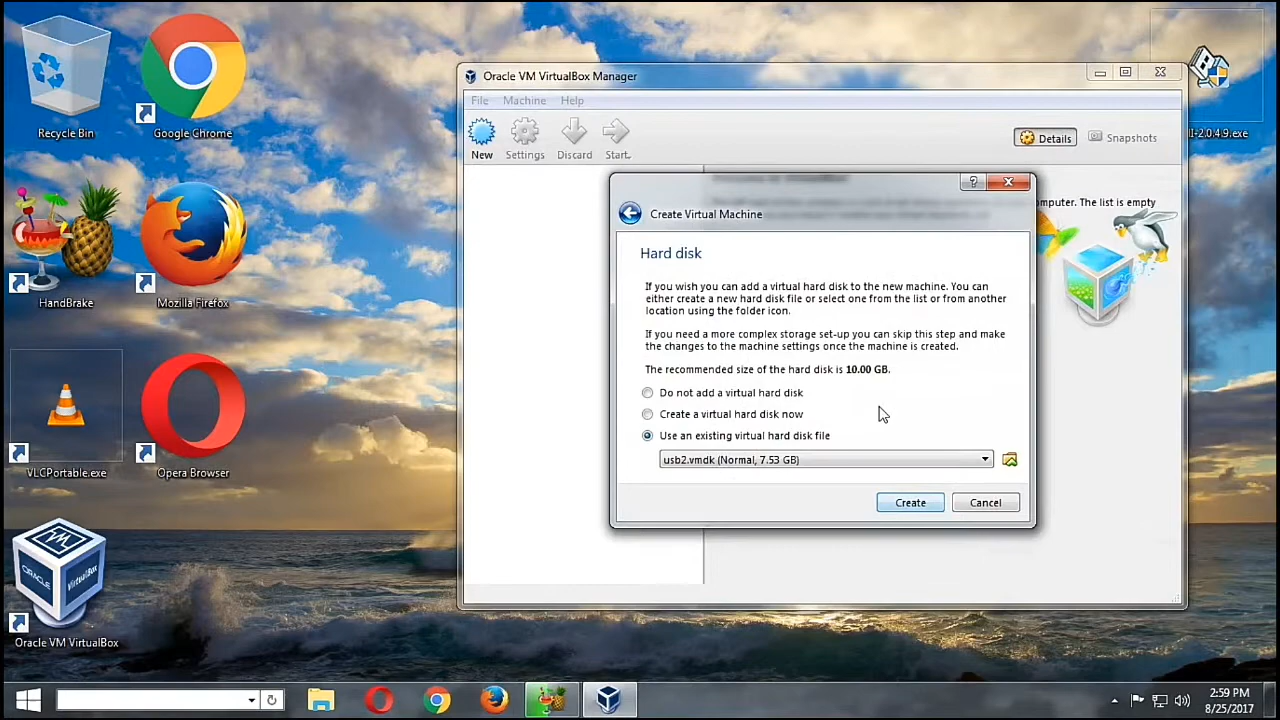 Recycle Bin
Google Chrome
HandBrake
Mozilla Firefox
VLCPortable.exe
Opera Browser
ORACLE
VirtualBox
Oracle VM VirtualBox
Oracle VM VirtualBox Manager
File Machine Help
New Settings Discard Start
Details Snapshots
computer. The list is empty
I-2.0.4.9.exe
?
Create Virtual Machine
Hard disk
If you wish you can add a virtual hard disk to the new machine. You can
either create a new hard disk file or select one from the list or from another
location using the folder icon.
If you need a more complex storage set-up you can skip this step and make
the changes to the machine settings once the machine is created.
The recommended size of the hard disk is 10.00 GB.
Do not add a virtual hard disk
Create a virtual hard disk now
Use an existing virtual hard disk file
usb2.vmdk (Normal, 7.53 GB)
Create Cancel
2:59 PM
8/25/2017